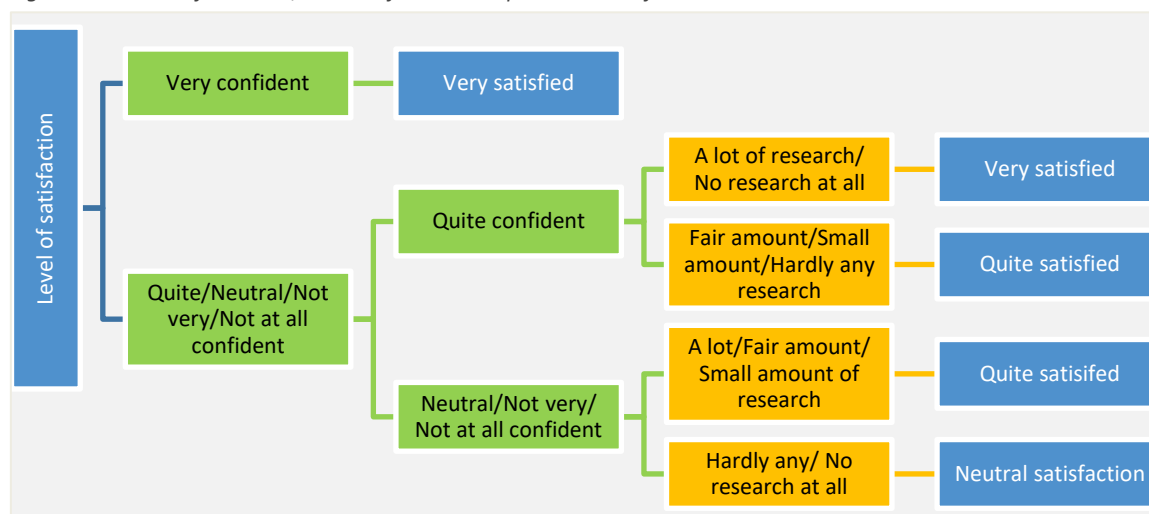 Level of satisfaction
Very confident
Very satisfied
Quite/Neutral/Not
very/Not at all
confident
Quite confident
A lot of research/
No research at all
Very satisfied
Fair amount/Small
amount/Hardly any
research
Quite satisfied
Neutral/Not very/
Not at all confident
A lot/Fair amount/
Small amount of
research
Quite satisifed
Hardly any/ No
research at all
Neutral satisfaction